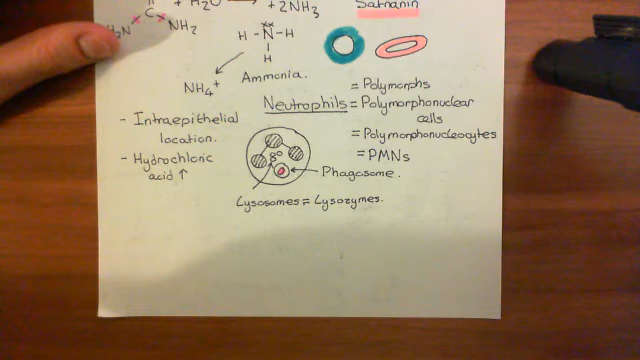 + H₂O → + 2NH₃
Safranin
C
H₂N NH₂
H - N - H
H
NH₄⁺
Ammonia.
= Polymorphs
Neutrophils = Polymorphonuclear
cells
= Polymorphonucleocytes
= PMNs
- Intraepithelial
location.
- Hydrochloric
acid ↑
Phagosome.
Lysosomes = Lysozymes.